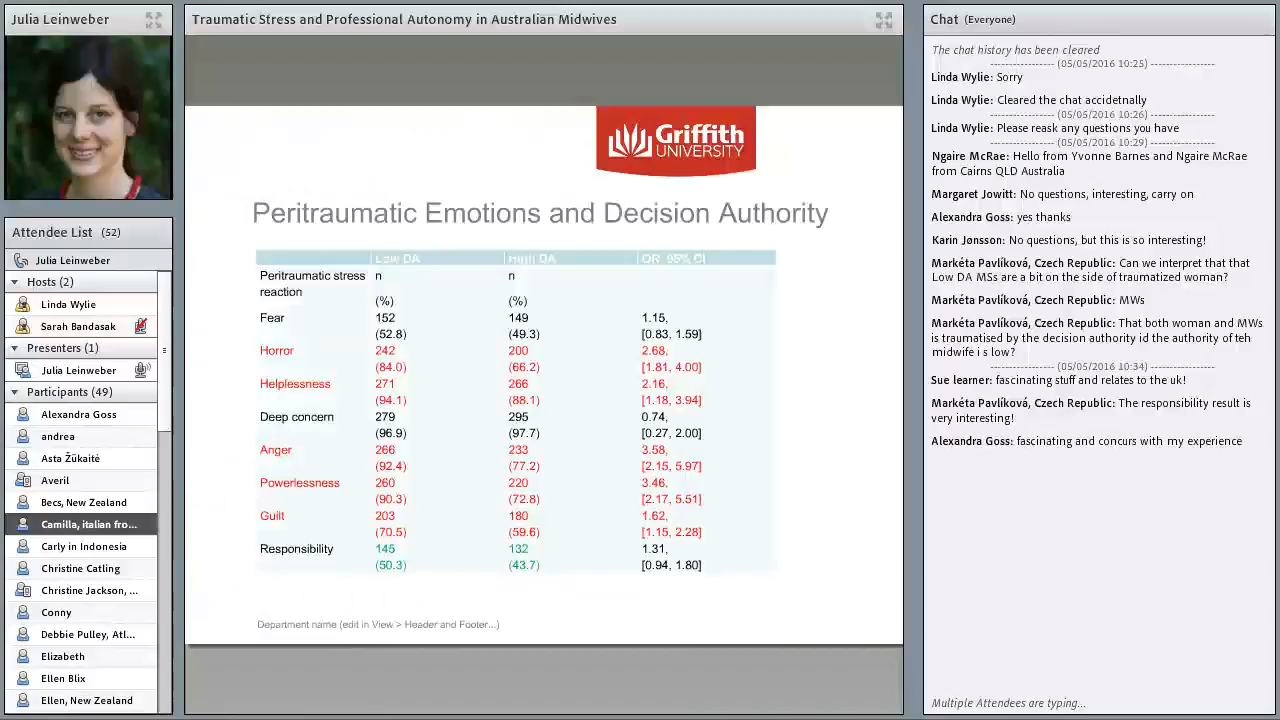 Julia Leinweber
Attendee List (52)
Julia Leinweber
Hosts (2)
Linda Wylie
Sarah Bandasak
Presenters (1)
Julia Leinweber
Participants (49)
Alexandra Goss
andrea
Asta Žūkaitė
Averil
Becs, New Zealand
Camilla, italian fro...
Carly in Indonesia
Christine Catling
Christine Jackson, ...
Conny
Debbie Pulley, Atl...
Elizabeth
Ellen Blix
Ellen, New Zealand
Traumatic Stress and Professional Autonomy in Australian Midwives
Griffith
UNIVERSITY
Peritraumatic Emotions and Decision Authority
Low DA High DA OR 95% CI
Peritraumatic stress n n
reaction
(%) (%)
Fear 152 149 1.15,
(52.8) (49.3) [0.83, 1.59]
Horror 242 200 2.68,
(84.0) (66.2) [1.81, 4.00]
Helplessness 271 266 2.16,
(94.1) (88.1) [1.18, 3.94]
Deep concern 279 295 0.74,
(96.9) (97.7) [0.27, 2.00]
Anger 266 233 3.58,
(92.4) (77.2) [2.15, 5.97]
Powerlessness 260 220 3.46,
(90.3) (72.8) [2.17, 5.51]
Guilt 203 180 1.62,
(70.5) (59.6) [1.15, 2.28]
Responsibility 145 132 1.31,
(50.3) (43.7) [0.94, 1.80]
Department name (edit in View > Header and Footer...)
Chat (Everyone)
The chat history has been cleared
---------------- (05/05/2016 10:25) ----------------
Linda Wylie: Sorry
Linda Wylie: Cleared the chat accidetnally
---------------- (05/05/2016 10:26) ----------------
Linda Wylie: Please reask any questions you have
---------------- (05/05/2016 10:29) ----------------
Ngaire McRae: Hello from Yvonne Barnes and Ngaire McRae
from Cairns QLD Australia
Margaret Jowitt: No questions, interesting, carry on
Alexandra Goss: yes thanks
Karin Jonsson: No questions, but this is so interesting!
Markéta Pavlíková, Czech Republic: Can we interpret that that
Low DA MSs are a bit on the side of traumatized woman?
Markéta Pavlíková, Czech Republic: MWs
Markéta Pavlíková, Czech Republic: That both woman and MWs
is traumatised by the decision authority id the authority of teh
midwife i s low?
---------------- (05/05/2016 10:34) ----------------
Sue learner: fascinating stuff and relates to the uk!
Markéta Pavlíková, Czech Republic: The responsibility result is
very interesting!
Alexandra Goss: fascinating and concurs with my experience
Multiple Attendees are typing...